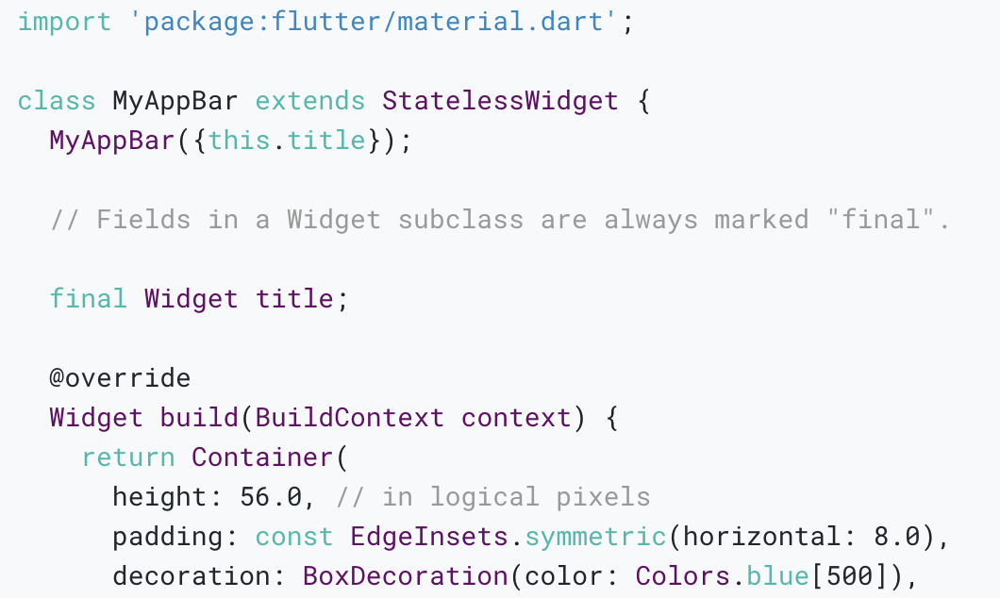 import 'package:flutter/material.dart';
class MyAppBar extends StatelessWidget {
  MyAppBar({this.title});
  // Fields in a Widget subclass are always marked "final".
  final Widget title;
  @override
  Widget build(BuildContext context) {
    return Container(
      height: 56.0, // in logical pixels
      padding: const EdgeInsets.symmetric(horizontal: 8.0),
      decoration: BoxDecoration(color: Colors.blue[500]),